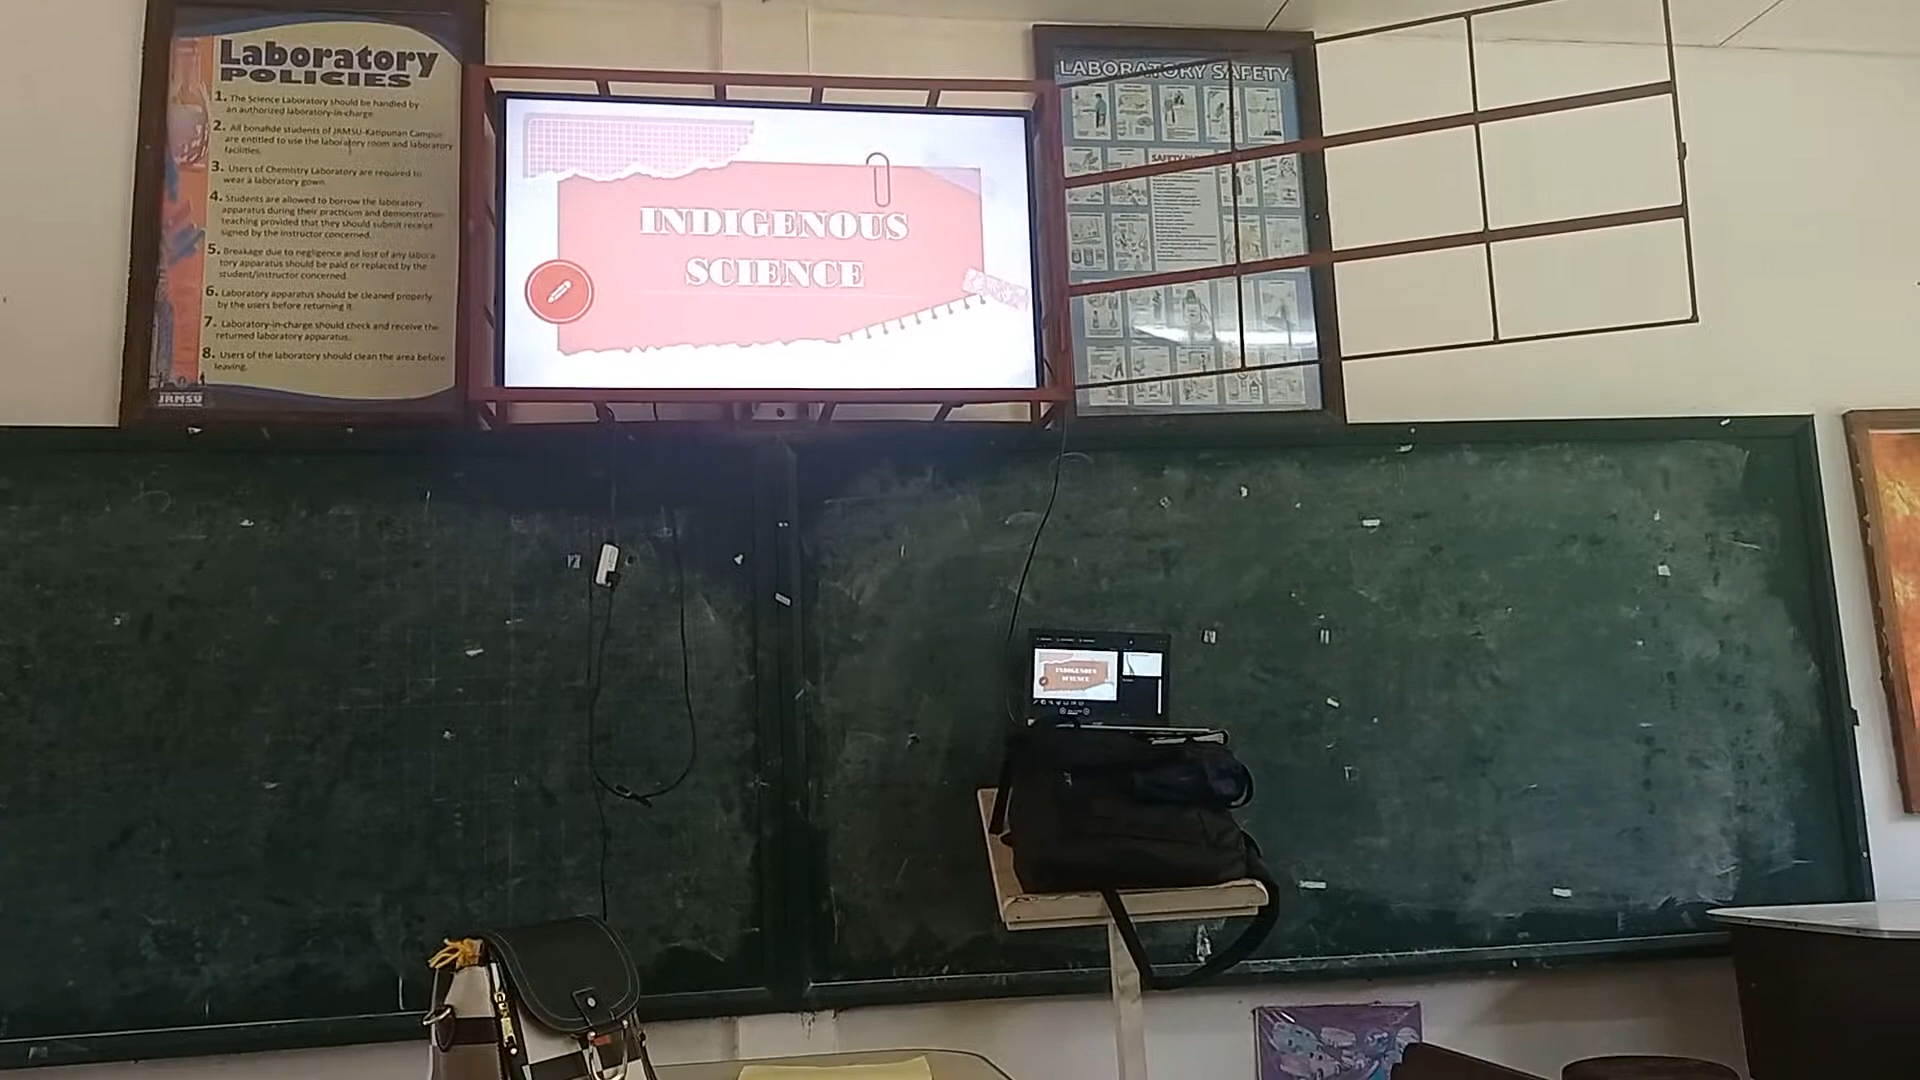 Laboratory
POLICIES
1. The Science Laboratory should be handled by
an authorized laboratory-in-charge.
2. All bonafide students of JRMSU-Katipunan Campus
are entitled to use the laboratory room and laboratory
facilities.
3. Users of Chemistry Laboratory are required to
wear a laboratory gown.
4. Students are allowed to borrow the laboratory
apparatus during their practicum and demonstration
teaching provided that they should submit receipt
signed by the instructor concerned.
5. Breakage due to negligence and lost of any labora
tory apparatus should be paid or replaced by the
student/instructor concerned.
6. Laboratory apparatus should be cleaned properly
by the users before returning it.
7. Laboratory-in-charge should check and receive the
returned laboratory apparatus.
8. Users of the laboratory should clean the area before
leaving.
JRMSU
INDIGENOUS
SCIENCE
LABORATORY SAFETY
INDIGENOUS
SCIENCE